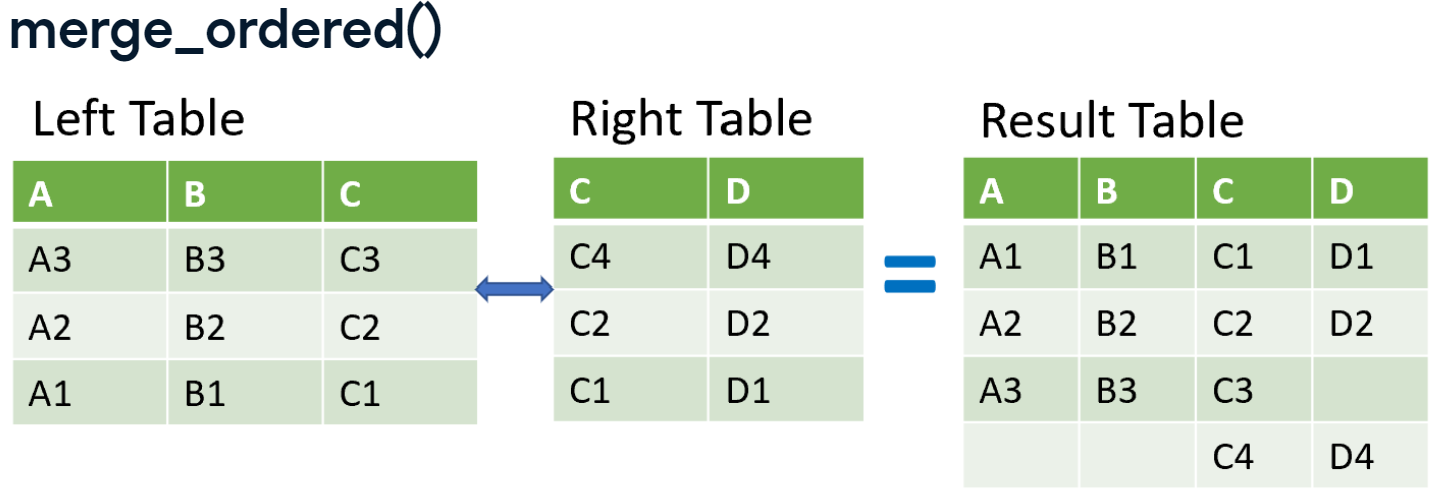 merge_ordered()
Left Table
A B C
A3 B3 C3
A2 B2 C2
A1 B1 C1
Right Table
C D
C4 D4
C2 D2
C1 D1
=
Result Table
A B C D
A1 B1 C1 D1
A2 B2 C2 D2
A3 B3 C3
C4 D4